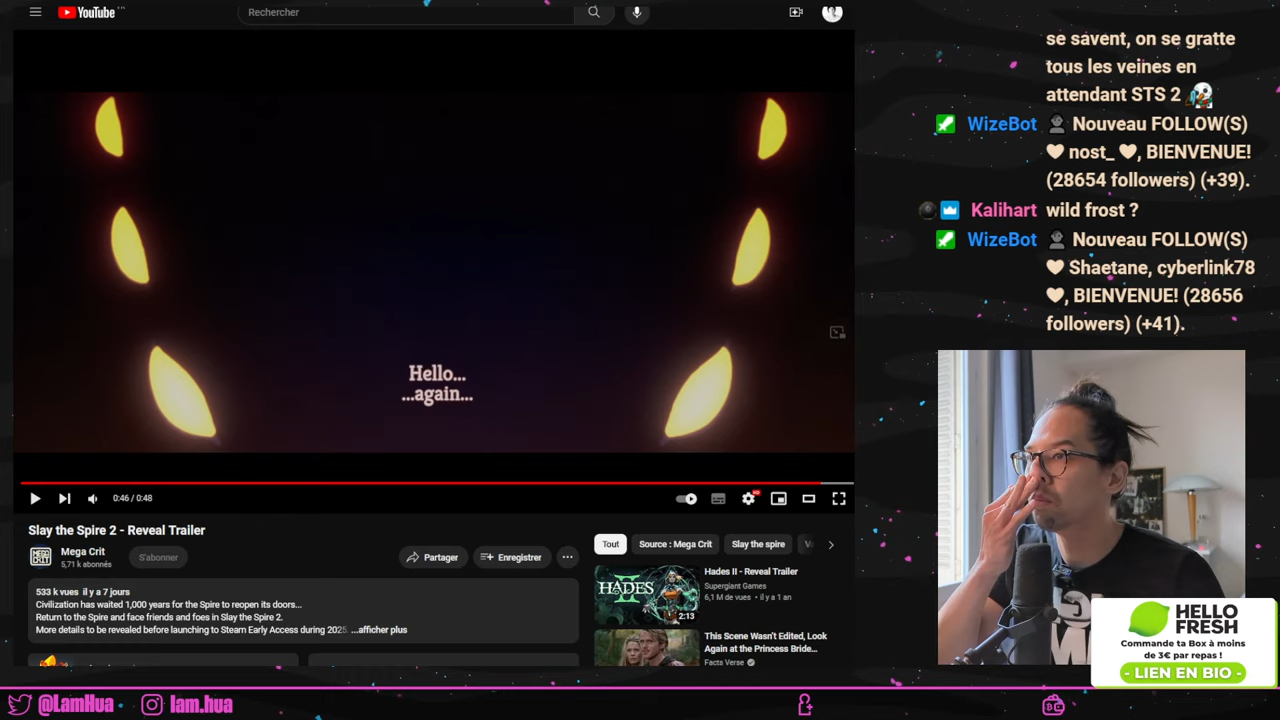 YouTube
Rechercher
Hello...
...again...
0:46 / 0:48
Slay the Spire 2 - Reveal Trailer
Mega Crit
5,71 k abonnés
S'abonner
Partager
Enregistrer
533 k vues il y a 7 jours
Civilization has waited 1,000 years for the Spire to reopen its doors...
Return to the Spire and face friends and foes in Slay the Spire 2.
More details to be revealed before launching to Steam Early Access during 2025. ...afficher plus
Tout
Source : Mega Crit
Slay the spire
HADES II
2:13
Hades II - Reveal Trailer
Supergiant Games
6,1 M de vues • il y a 1 an
This Scene Wasn't Edited, Look
Again at the Princess Bride...
Facts Verse
se savent, on se gratte
tous les veines en
attendant STS 2
WizeBot Nouveau FOLLOW(S)
nost_ , BIENVENUE!
(28654 followers) (+39).
Kalihart wild frost ?
WizeBot Nouveau FOLLOW(S)
Shaetane, cyberlink78
, BIENVENUE! (28656
followers) (+41).
HELLO
FRESH
Commande ta Box à moins
de 3€ par repas !
- LIEN EN BIO -
@LamHua
lam.hua